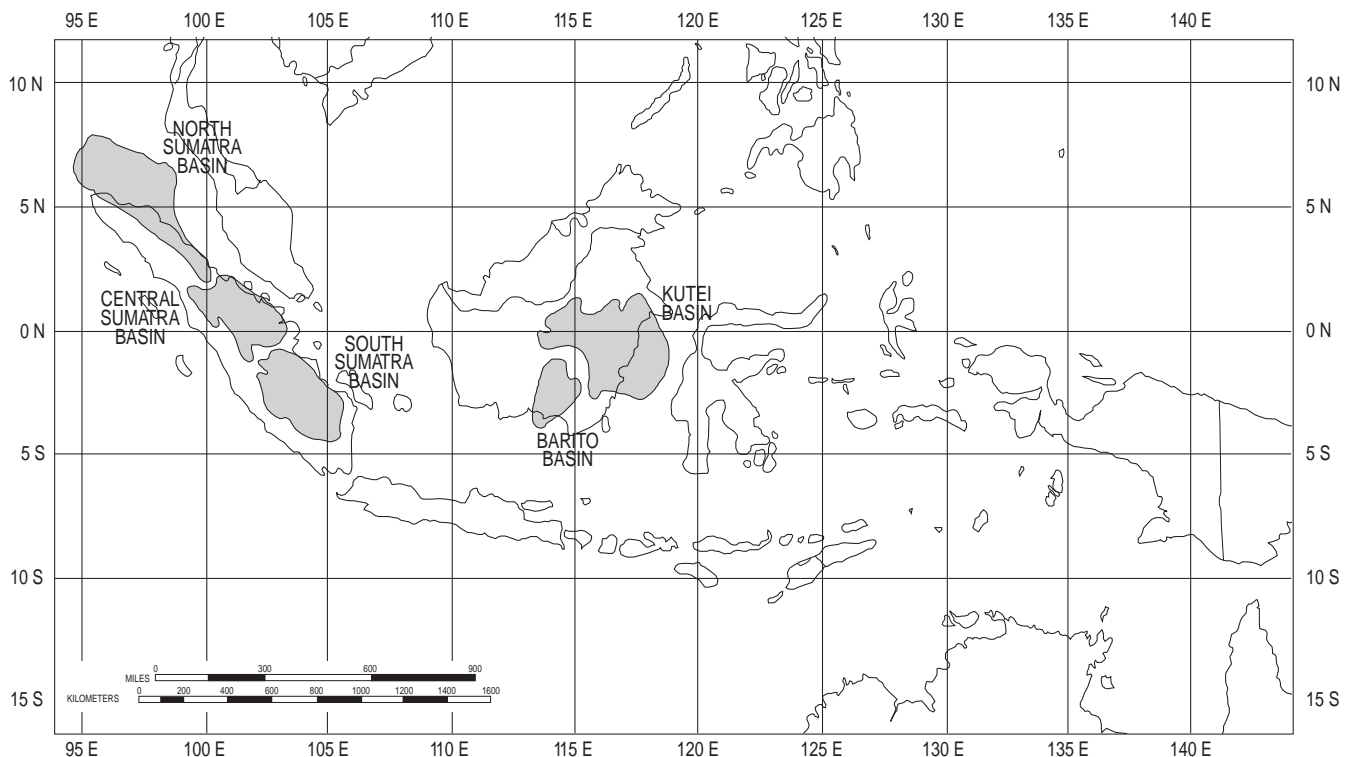 95 E 100 E 105 E 110 E 115 E 120 E 125 E 130 E 135 E 140 E
10 N 10 N
NORTH
SUMATRA
BASIN
5 N 5 N
CENTRAL
SUMATRA
BASIN
KUTEI
BASIN
0 N 0 N
SOUTH
SUMATRA
BASIN
BARITO
BASIN
5 S 5 S
10 S 10 S
0 300 600 900
MILES
KILOMETERS
0 200 400 600 800 1000 1200 1400 1600
15 S 15 S
95 E 100 E 105 E 110 E 115 E 120 E 125 E 130 E 135 E 140 E